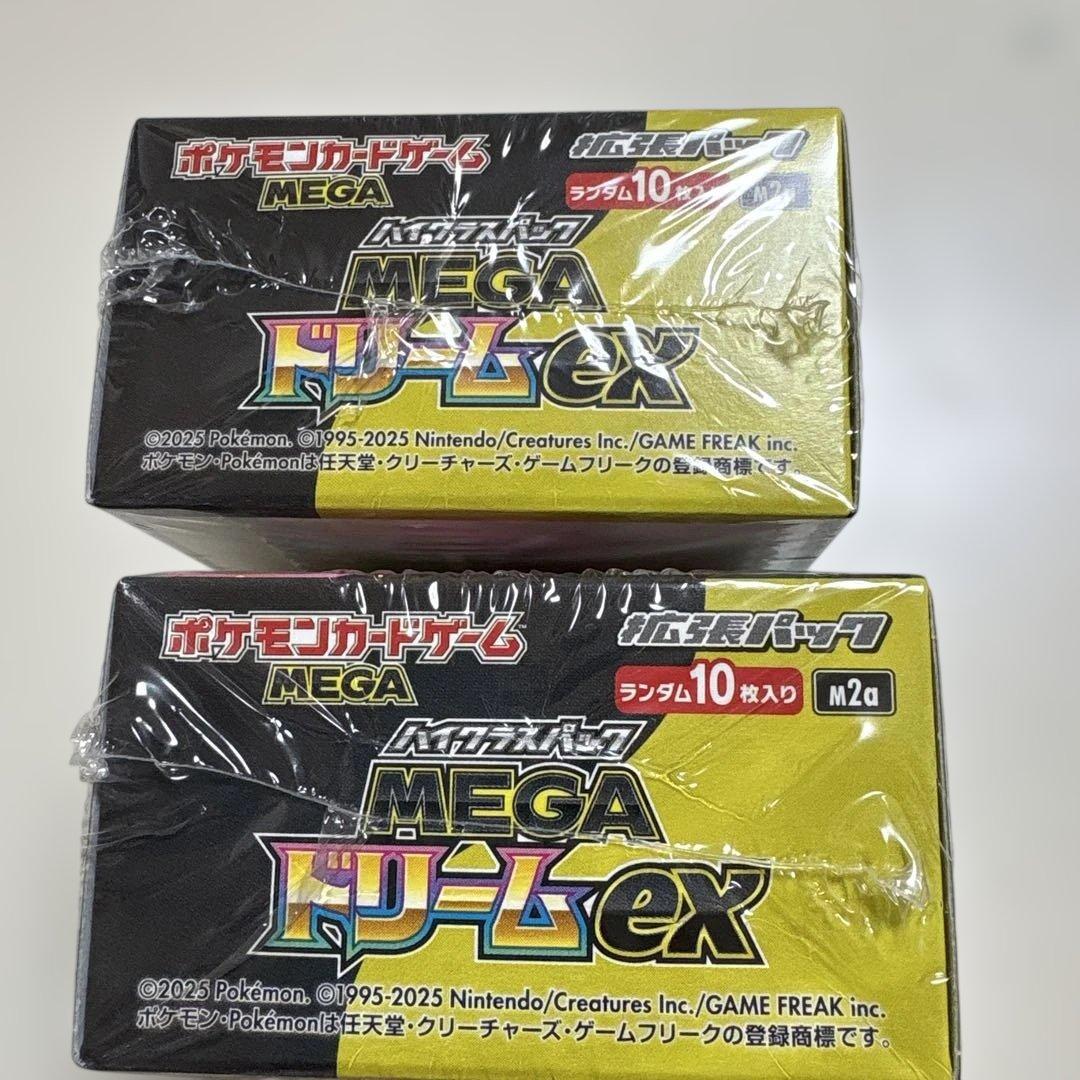 ポケモンカードゲーム
MEGA
拡張パック
ランダム10枚入り
M2a
ハイクラスパック
MEGA
ドリームex
©2025 Pokémon. ©1995-2025 Nintendo/Creatures Inc./GAME FREAK inc.
ポケモン・Pokémonは任天堂・クリーチャーズ・ゲームフリークの登録商標です。
ポケモンカードゲーム™
MEGA
拡張パック
ランダム10枚入り
M2a
ハイクラスパック
MEGA
ドリームex
©2025 Pokémon. ©1995-2025 Nintendo/Creatures Inc./GAME FREAK inc.
ポケモン・Pokémonは任天堂・クリーチャーズ・ゲームフリークの登録商標です。